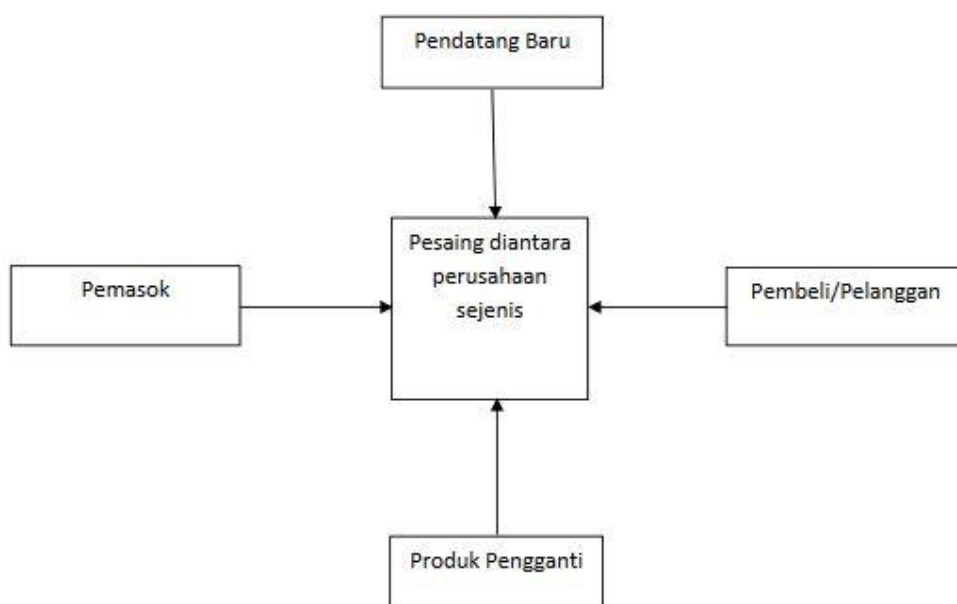 Pendatang Baru
Pesaing diantara
perusahaan
sejenis
Pemasok
Pembeli/Pelanggan
Produk Pengganti